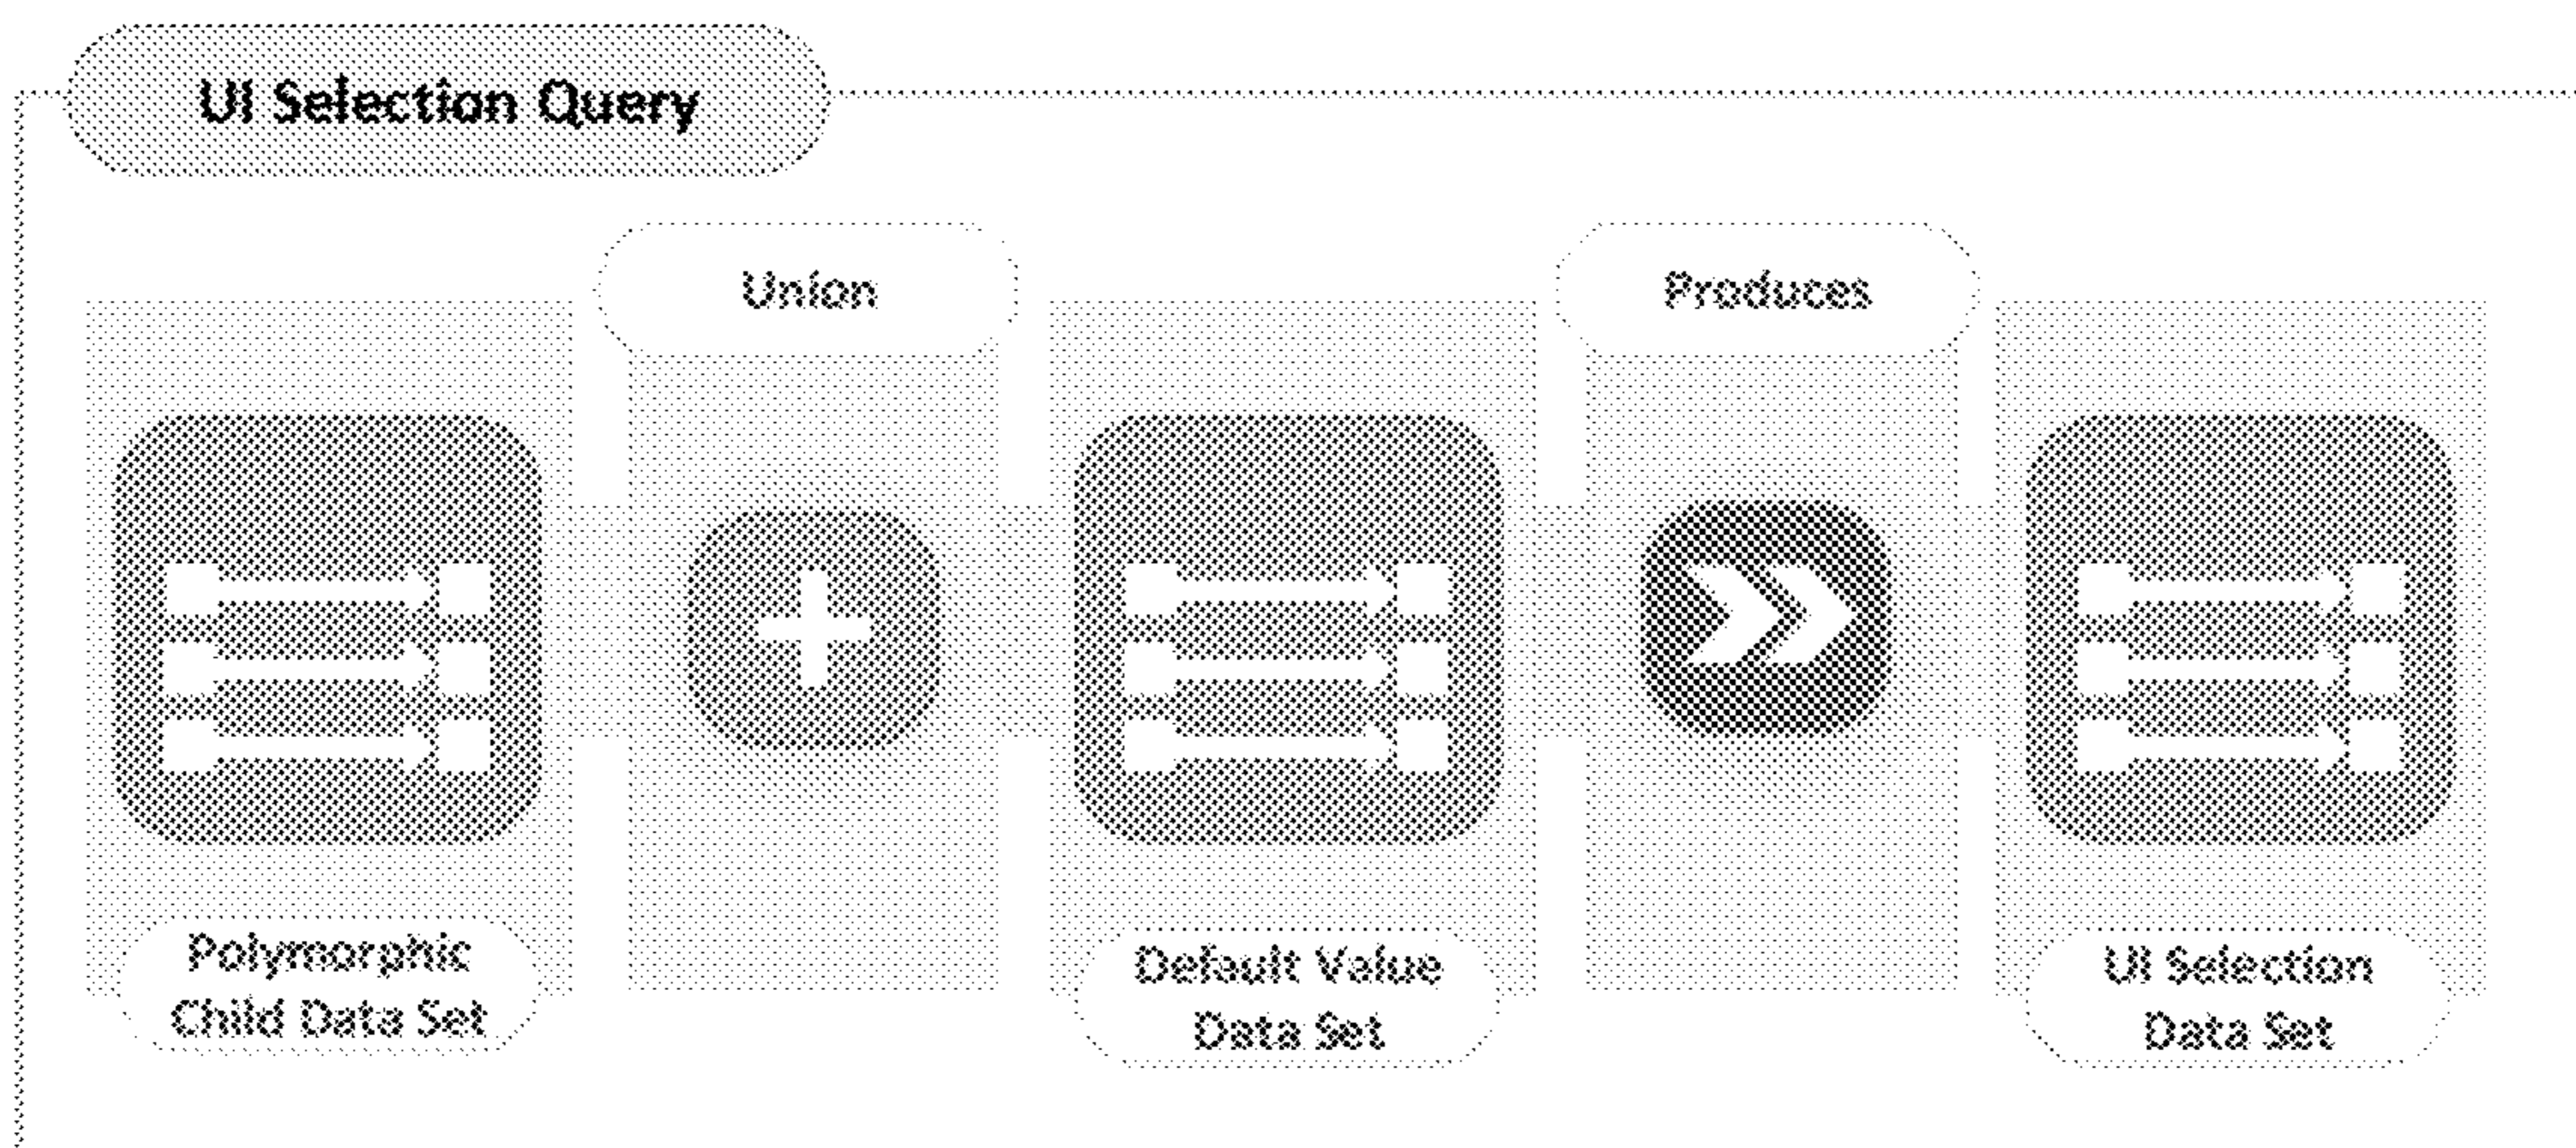 UI Selection Query
Union
Produces
Polymorphic
Child Data Set
Default Value
Data Set
UI Selection
Data Set